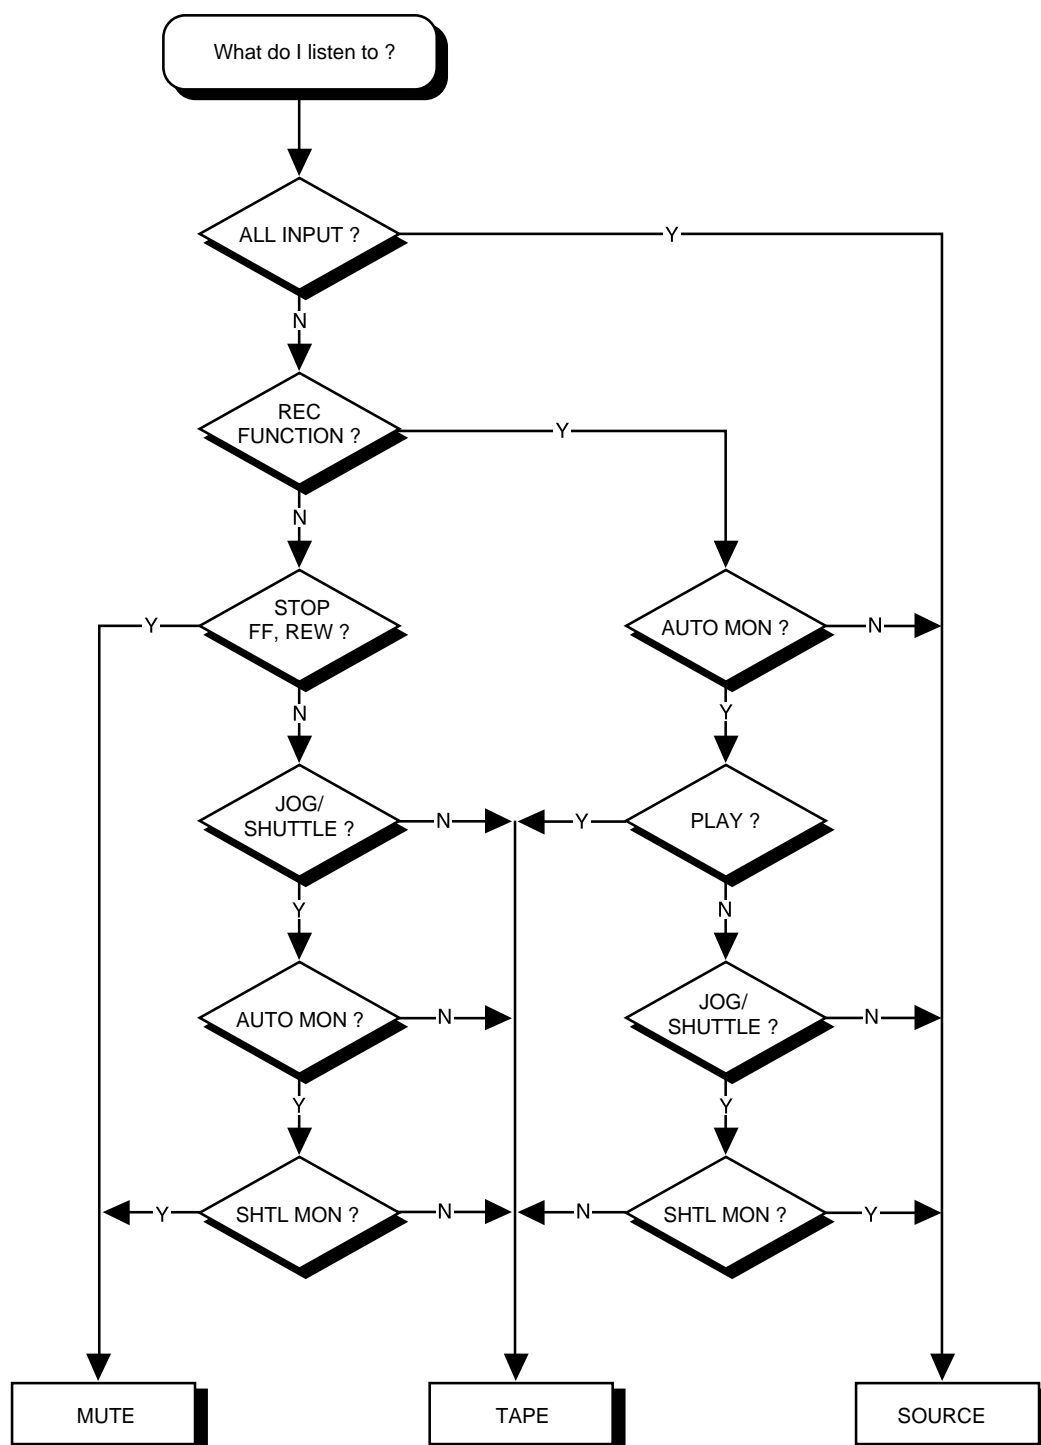 What do I listen to ?
ALL INPUT ?
Y
N
REC
FUNCTION ?
Y
N
STOP
FF, REW ?
Y
N
AUTO MON ?
N
Y
JOG/
SHUTTLE ?
N
Y
PLAY ?
Y
N
AUTO MON ?
N
Y
JOG/
SHUTTLE ?
N
Y
SHTL MON ?
Y
N
SHTL MON ?
N
Y
MUTE
TAPE
SOURCE